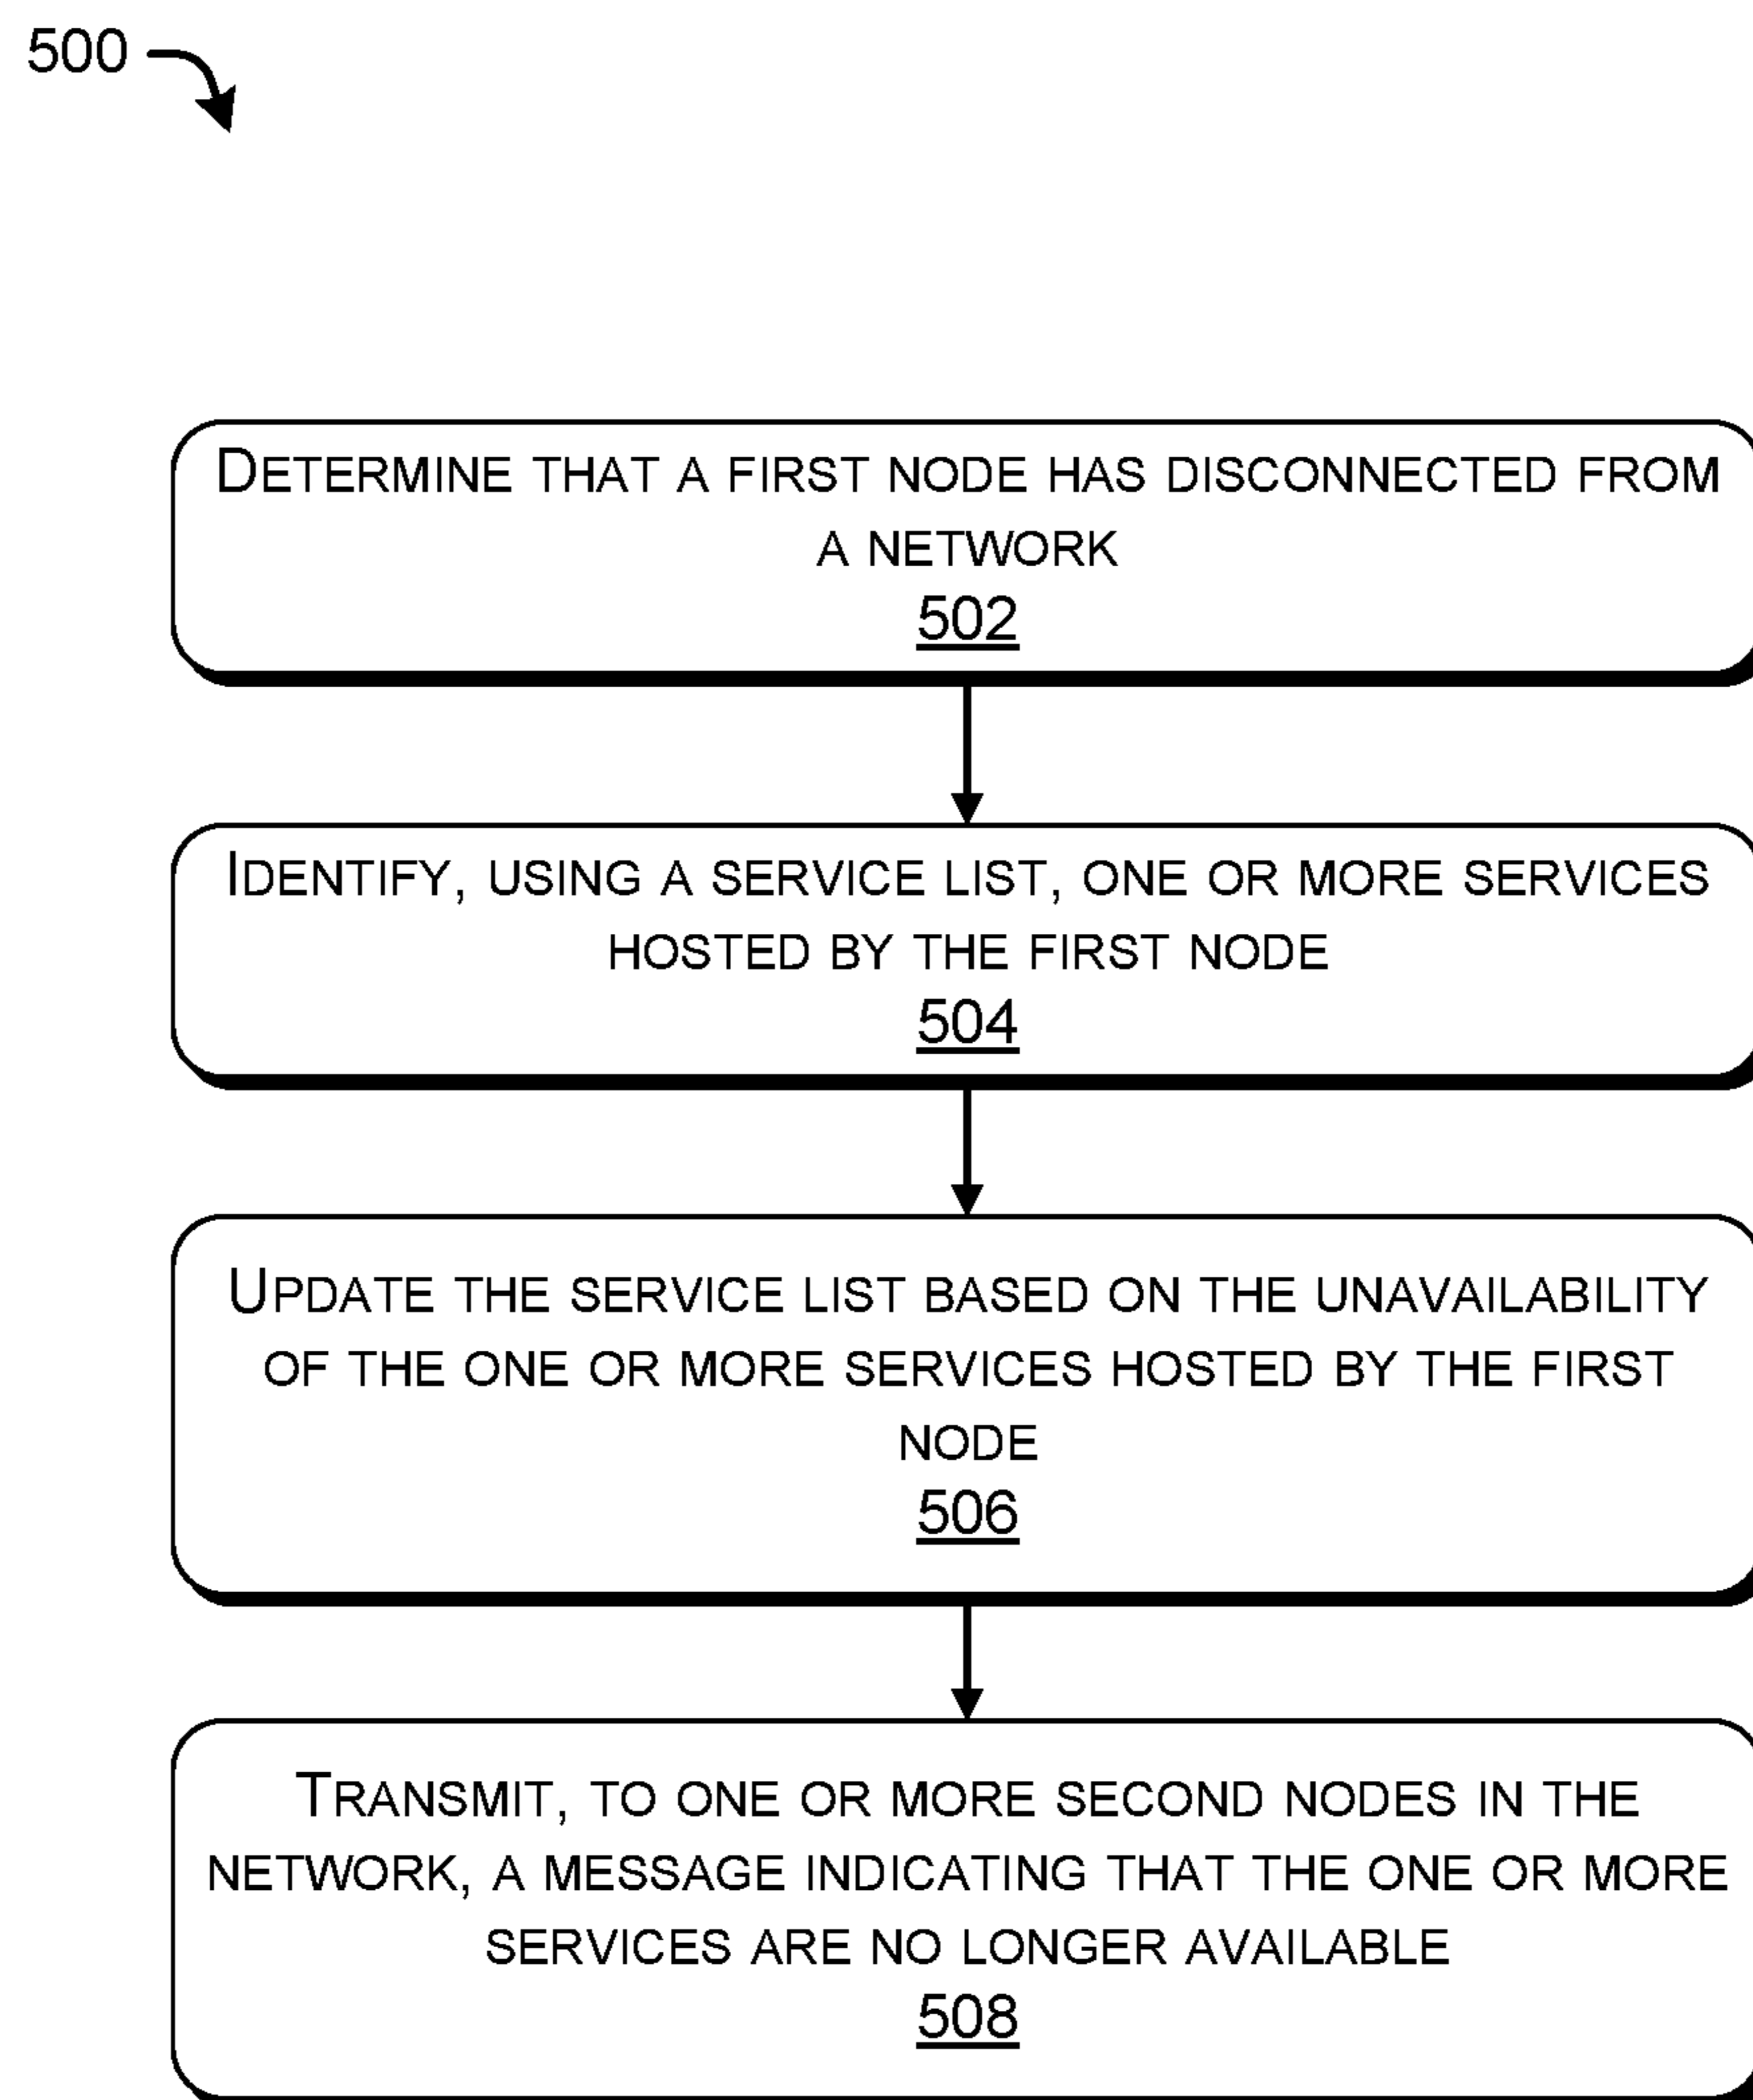 500
DETERMINE THAT A FIRST NODE HAS DISCONNECTED FROM
A NETWORK
502
IDENTIFY, USING A SERVICE LIST, ONE OR MORE SERVICES
HOSTED BY THE FIRST NODE
504
UPDATE THE SERVICE LIST BASED ON THE UNAVAILABILITY
OF THE ONE OR MORE SERVICES HOSTED BY THE FIRST
NODE
506
TRANSMIT, TO ONE OR MORE SECOND NODES IN THE
NETWORK, A MESSAGE INDICATING THAT THE ONE OR MORE
SERVICES ARE NO LONGER AVAILABLE
508